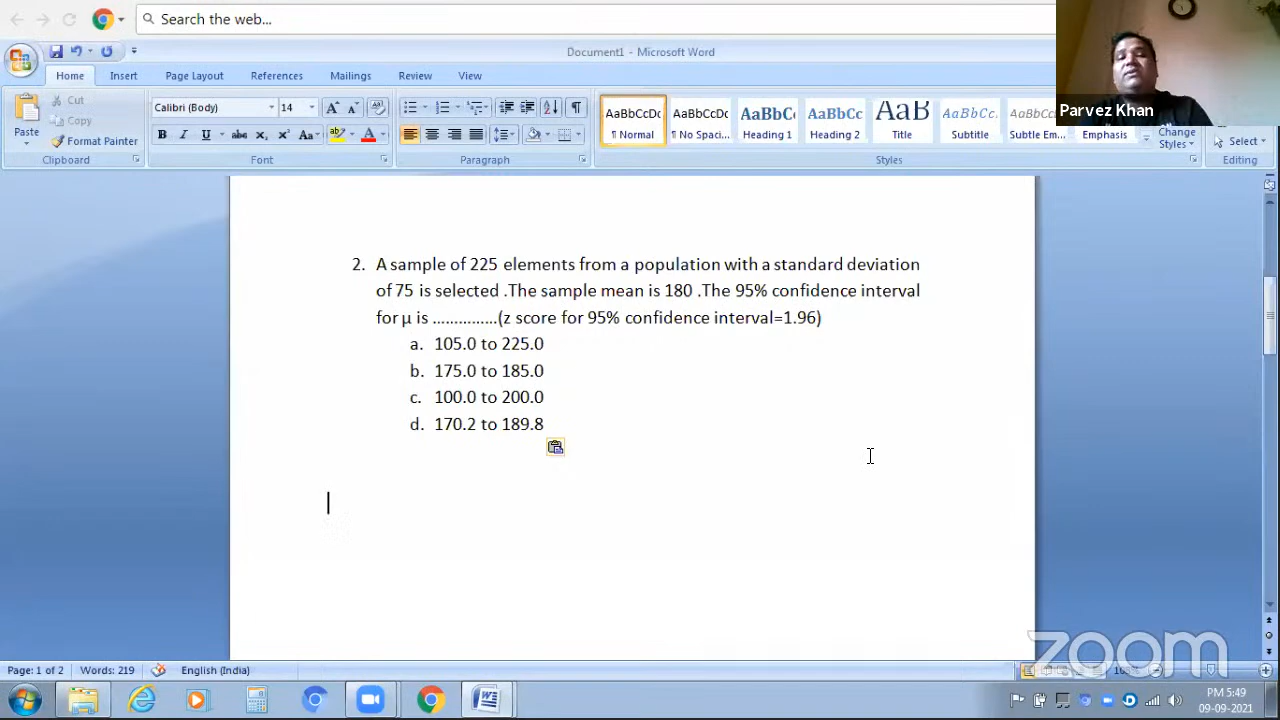 Search the web...
Document1 - Microsoft Word
Parvez Khan
Home Insert Page Layout References Mailings Review View
Paste
Cut
Copy
Format Painter
Clipboard
Calibri (Body) 14
Font
Paragraph
AaBbCcDc AaBbCcDc AaBbC AaBbCc AaB AaBbCc. AaBbCcDc AaBbCcDc
¶ Normal ¶ No Spaci... Heading 1 Heading 2 Title Subtitle Subtle Em... Emphasis
Change Styles
Styles
Select
Editing
2. A sample of 225 elements from a population with a standard deviation
of 75 is selected .The sample mean is 180 .The 95% confidence interval
for μ is ...............(z score for 95% confidence interval=1.96)
a. 105.0 to 225.0
b. 175.0 to 185.0
c. 100.0 to 200.0
d. 170.2 to 189.8
zoom
Page: 1 of 2 Words: 219 English (India)
PM 5:49
09-09-2021